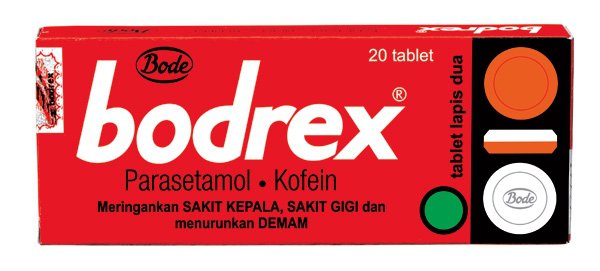 Bode
20 tablet
bodrex®
Parasetamol • Kofein
Meringankan SAKIT KEPALA, SAKIT GIGI dan
menurunkan DEMAM
tablet lapis dua
Bode
bodrex